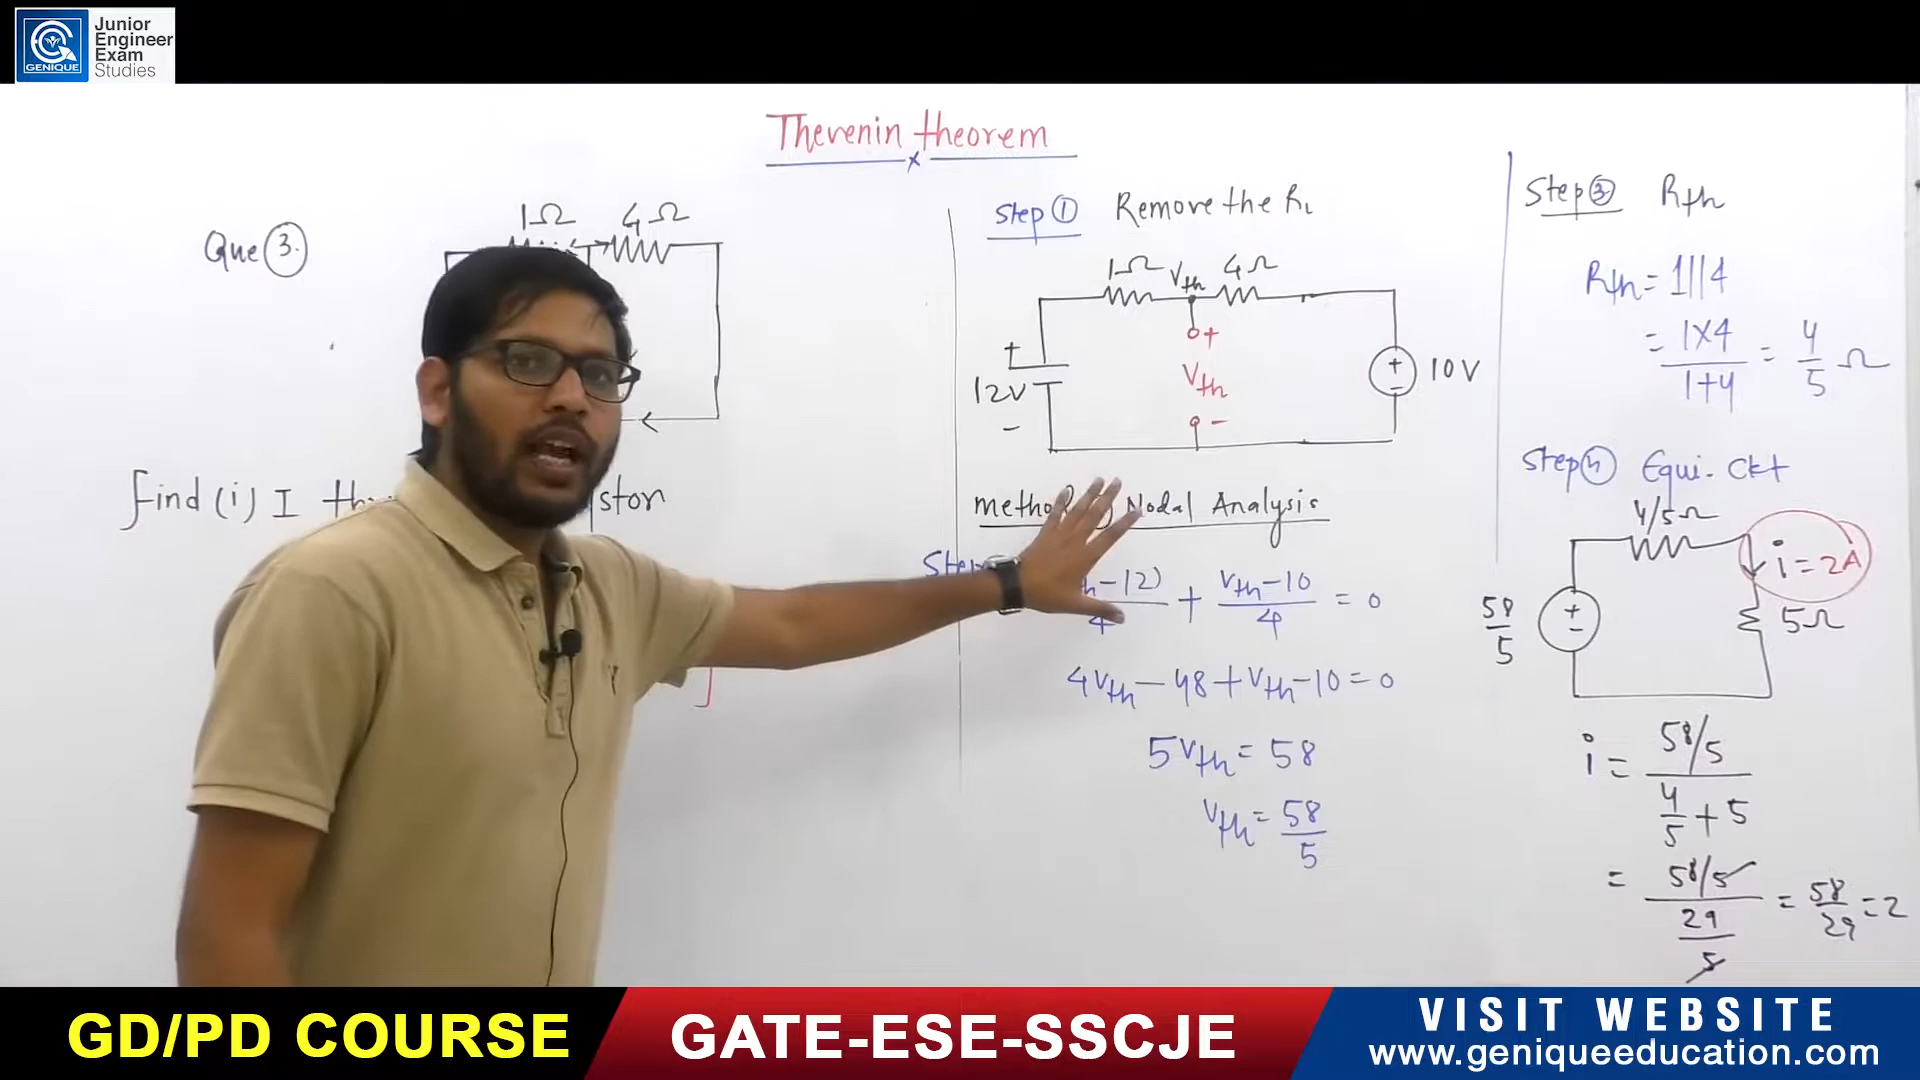 GENIQUE
Junior
Engineer
Exam
Studies
Thevenin theorem
Que 3.
1Ω 4Ω
Find (i) I
Step ① Remove the RL
1Ω Vth 4Ω
+
12V
-
+
Vth
-
+
-
10V
Nodal Analysis
-12) + Vth-10 = 0
4 4
4Vth - 48 + Vth - 10 = 0
5Vth = 58
Vth = 58
5
Step ③ Rth
Rth = 1||4
= 1×4 = 4 Ω
1+4 5
Step ④ Equi. Ckt
4/5Ω
i = 2A
58
5
+
-
5Ω
i = 58/5
4/5 + 5
= 58/5 = 58 = 2
29 29
5
GD/PD COURSE
GATE-ESE-SSCJE
VISIT WEBSITE
www.geniqueeducation.com